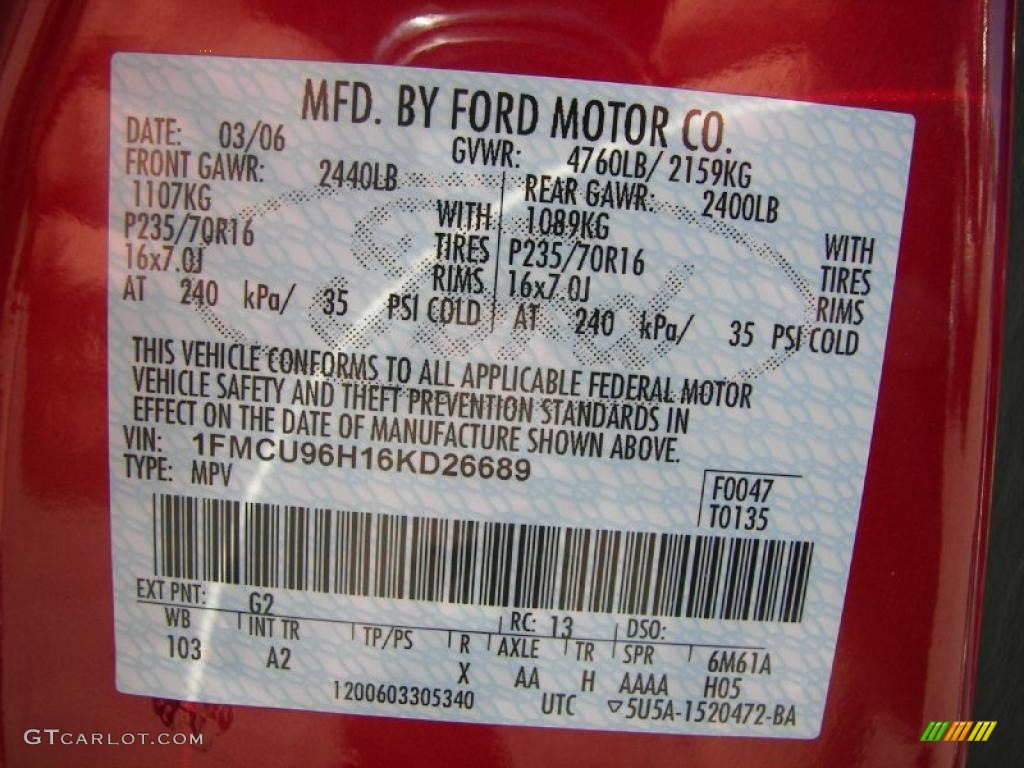 MFD. BY FORD MOTOR CO.
DATE: 03/06 GVWR: 4760LB/ 2159KG
FRONT GAWR: 2440LB REAR GAWR: 2400LB
1107KG WITH 1089KG WITH
P235/70R16 TIRES P235/70R16 TIRES
16x7.0J RIMS 16x7.0J RIMS
AT 240 kPa/ 35 PSI COLD AT 240 kPa/ 35 PSI COLD
THIS VEHICLE CONFORMS TO ALL APPLICABLE FEDERAL MOTOR
VEHICLE SAFETY AND THEFT PREVENTION STANDARDS IN
EFFECT ON THE DATE OF MANUFACTURE SHOWN ABOVE.
VIN: 1FMCU96H16KD26689
TYPE: MPV
F0047
T0135
EXT PNT: G2 RC: 13 DSO:
WB INT TR TP/PS R AXLE TR SPR 6M61A
103 A2 X AA H AAAA H05
1200603305340 UTC ▽5U5A-1520472-BA
GTCARLOT.COM